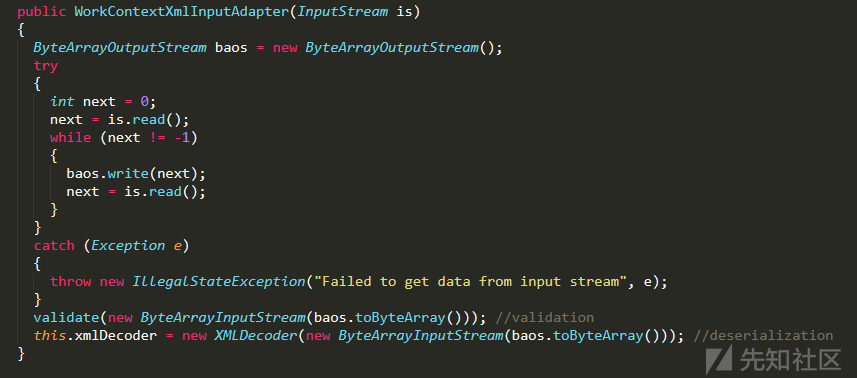 public WorkContextXmlInputAdapter(InputStream is)
{
  ByteArrayOutputStream baos = new ByteArrayOutputStream();
  try
  {
    int next = 0;
    next = is.read();
    while (next != -1)
    {
      baos.write(next);
      next = is.read();
    }
  }
  catch (Exception e)
  {
    throw new IllegalStateException("Failed to get data from input stream", e);
  }
  validate(new ByteArrayInputStream(baos.toByteArray())); //validation
  this.xmlDecoder = new XMLDecoder(new ByteArrayInputStream(baos.toByteArray())); //deserialization
}
先知社区